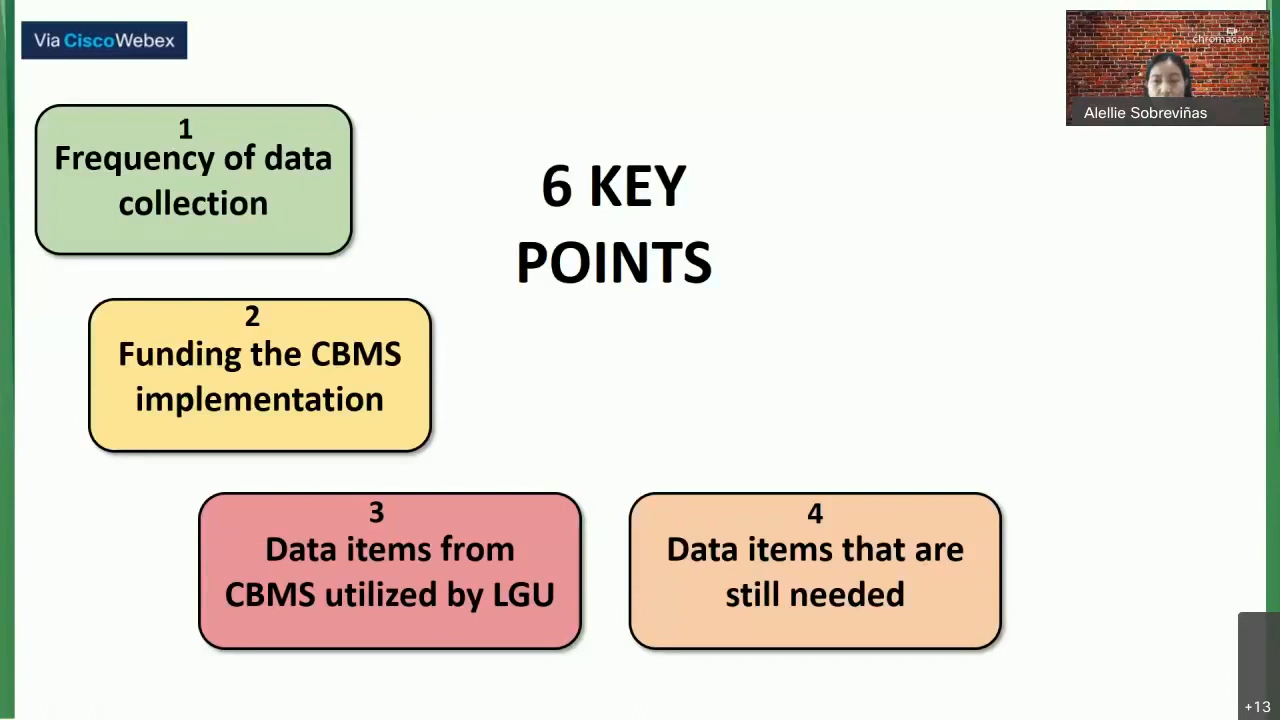 Via CiscoWebex
chromacam
Alellie Sobreviñas
1
Frequency of data
collection
6 KEY
POINTS
2
Funding the CBMS
implementation
3
Data items from
CBMS utilized by LGU
4
Data items that are
still needed
+13